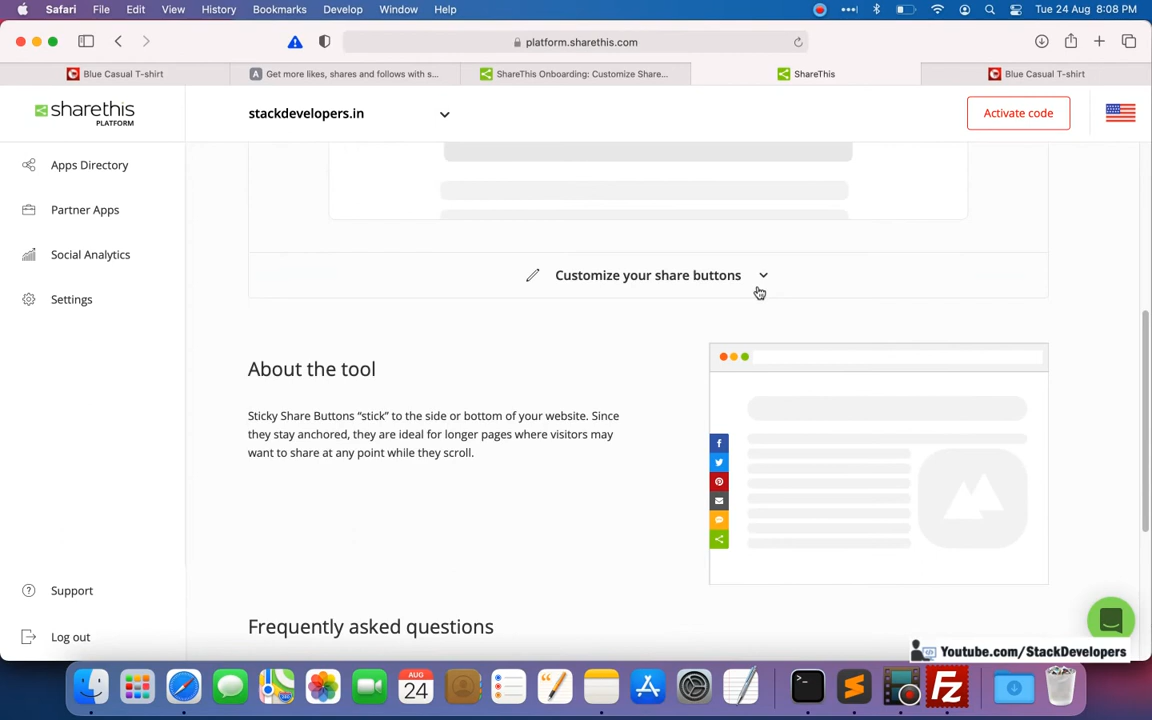 Safari File Edit View History Bookmarks Develop Window Help Tue 24 Aug 8:08 PM
platform.sharethis.com
Blue Casual T-shirt
A Get more likes, shares and follows with s...
ShareThis Onboarding: Customize Share...
ShareThis
Blue Casual T-shirt
sharethis
PLATFORM
stackdevelopers.in
Activate code
Apps Directory
Partner Apps
Social Analytics
Settings
Customize your share buttons
About the tool
Sticky Share Buttons “stick” to the side or bottom of your website. Since
they stay anchored, they are ideal for longer pages where visitors may
want to share at any point while they scroll.
Support
Log out
Frequently asked questions
Youtube.com/StackDevelopers
AUG
24
Fz